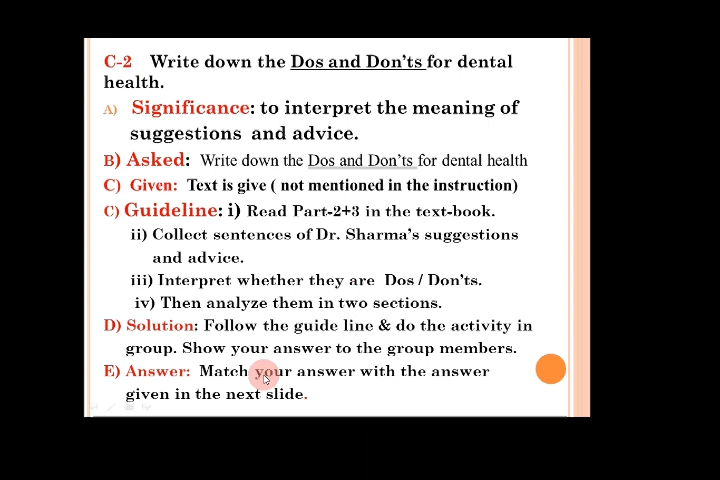 C-2 Write down the Dos and Don'ts for dental
health.
A) Significance: to interpret the meaning of
suggestions and advice.
B) Asked: Write down the Dos and Don'ts for dental health
C) Given: Text is give ( not mentioned in the instruction)
C) Guideline: i) Read Part-2+3 in the text-book.
ii) Collect sentences of Dr. Sharma's suggestions
and advice.
iii) Interpret whether they are Dos / Don'ts.
iv) Then analyze them in two sections.
D) Solution: Follow the guide line & do the activity in
group. Show your answer to the group members.
E) Answer: Match your answer with the answer
given in the next slide.